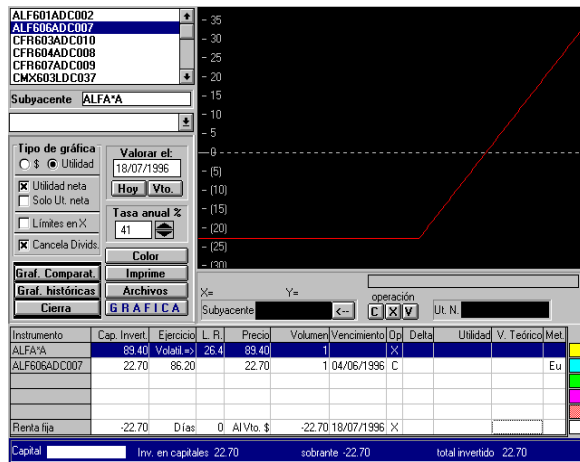 ALF601ADC002
ALF606ADC007
CFR603ADC010
CFR604ADC008
CFR607ADC009
CMX603LDC037
Subyacente ALFA*A
Tipo de gráfica
$ Utilidad
Utilidad neta
Solo Ut. neta
Límites en X
Cancela Divids.
Graf. Comparat.
Graf. históricas
Cierra
Valorar el:
18/07/1996
Hoy Vto.
Tasa anual %
41
Color
Imprime
Archivos
GRAFICA
35
30
25
20
15
10
5
0
(5)
(10)
(15)
(20)
(25)
(30)
X= Y= operación
Subyacente <-- C X V Ut. N.
Instrumento Cap. Invert. Ejercicio L. R. Precio Volumen Vencimiento Op Delta Utilidad V. Teórico Met.
ALFA*A 89.40 Volatil.=> 26.4 89.40 1 X
ALF606ADC007 22.70 86.20 22.70 1 04/06/1996 C Eu
Renta fija -22.70 Días 0 Al Vto. $ -22.70 18/07/1996 X
Capital Inv. en capitales 22.70 sobrante -22.70 total invertido 22.70